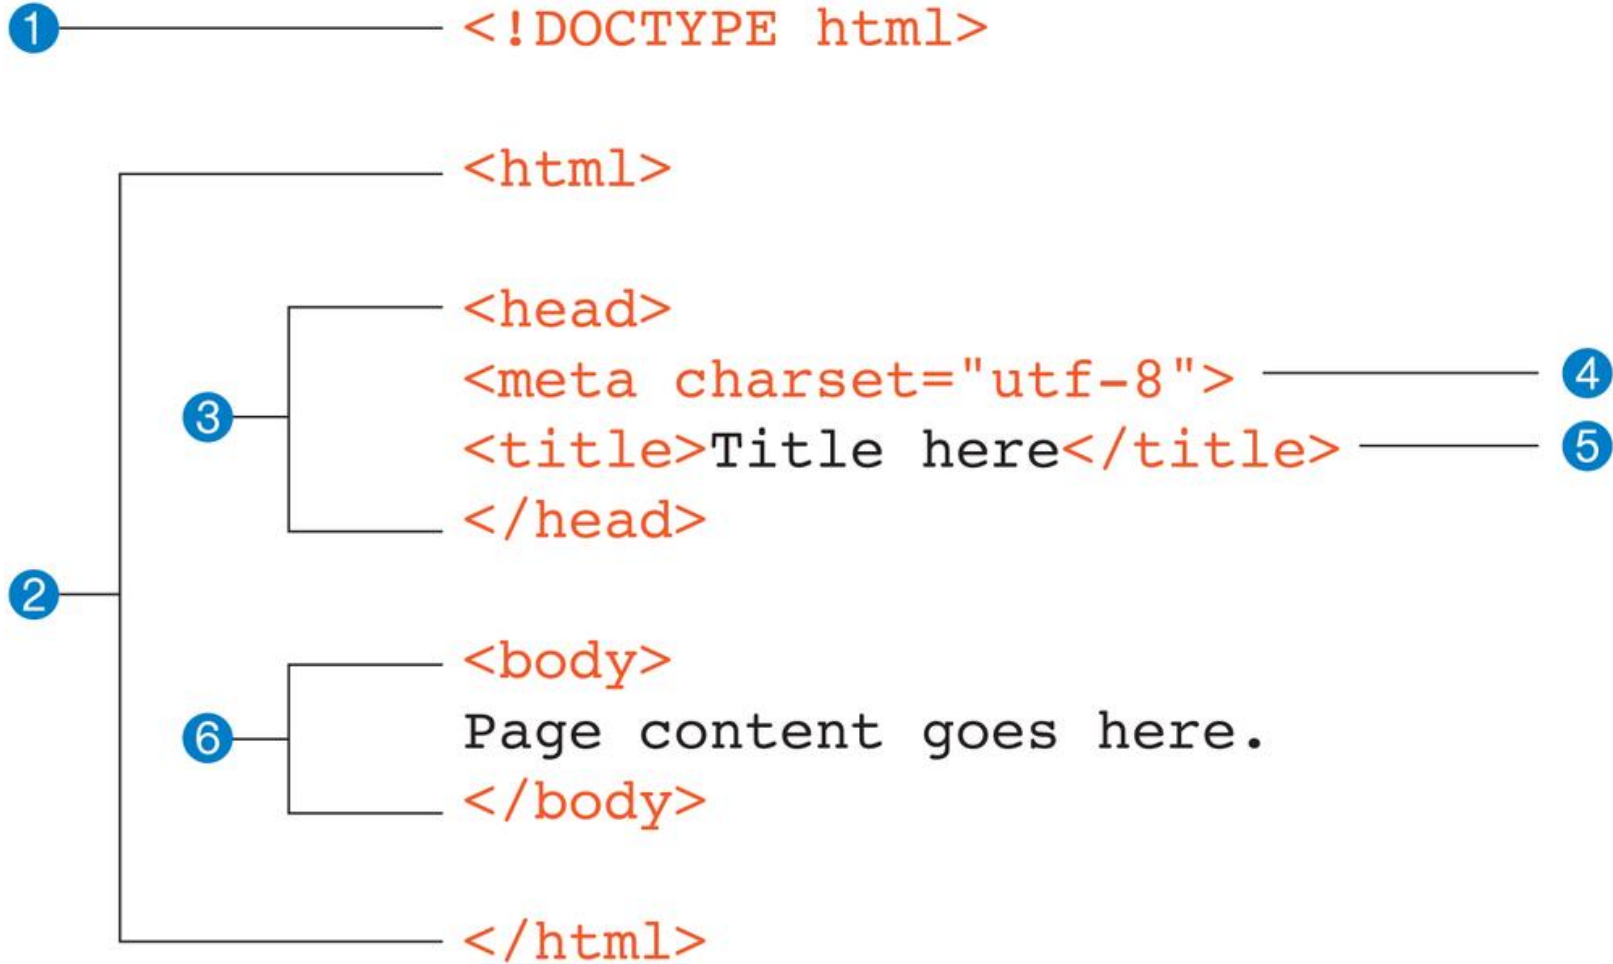 1 <!DOCTYPE html>
<html>
<head>
<meta charset="utf-8"> 4
3
<title>Title here</title> 5
</head>
2
<body>
6 Page content goes here.
</body>
</html>